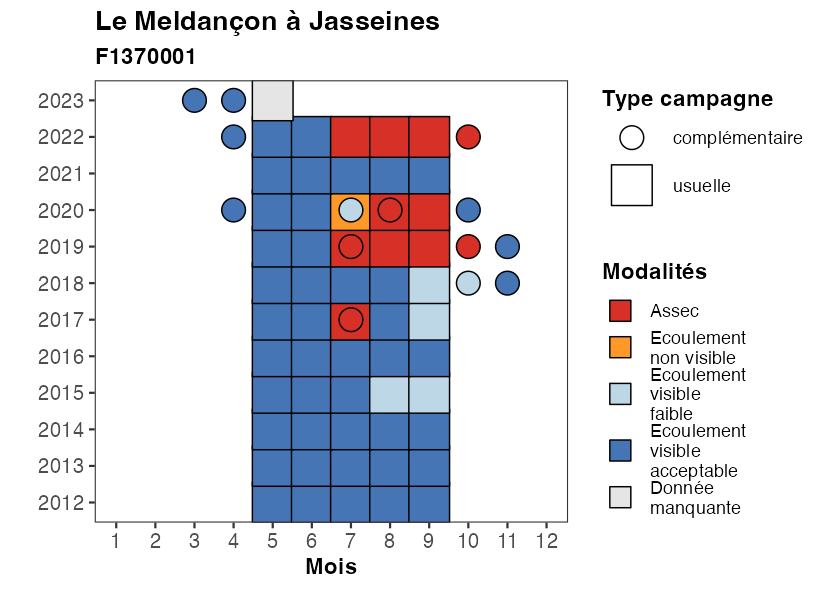 Le Meldançon à Jasseines
F1370001
2023
2022
2021
2020
2019
2018
2017
2016
2015
2014
2013
2012
1 2 3 4 5 6 7 8 9 10 11 12
Mois
Type campagne
complémentaire
usuelle
Modalités
Assec
Ecoulement
non visible
Ecoulement
visible
faible
Ecoulement
visible
acceptable
Donnée
manquante